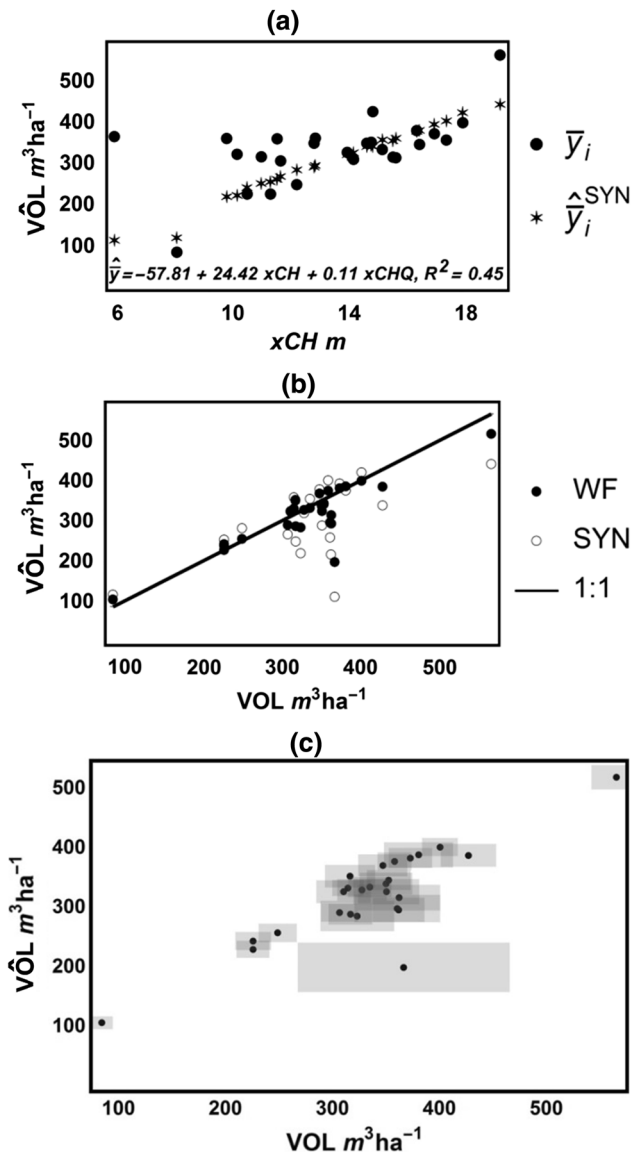 (a)
500
400
300
200
100
VÔL m³ha⁻¹
ŷ̅=−57.81 + 24.42 xCH + 0.11 xCHQ, R² = 0.45
6 10 14 18
xCH m
y̅ᵢ
ŷ̅ᵢ SYN
(b)
500
400
300
200
100
VÔL m³ha⁻¹
100 200 300 400 500
VOL m³ha⁻¹
WF
SYN
1:1
(c)
500
400
300
200
100
VÔL m³ha⁻¹
100 200 300 400 500
VOL m³ha⁻¹